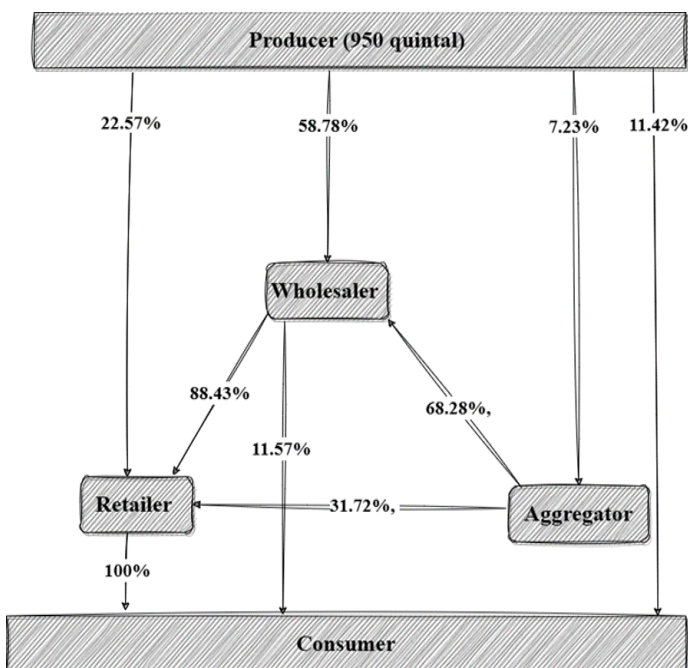 Producer (950 quintal)
22.57%
58.78%
7.23%
11.42%
Wholesaler
88.43%
68.28%,
11.57%
Retailer
31.72%,
Aggregator
100%
Consumer